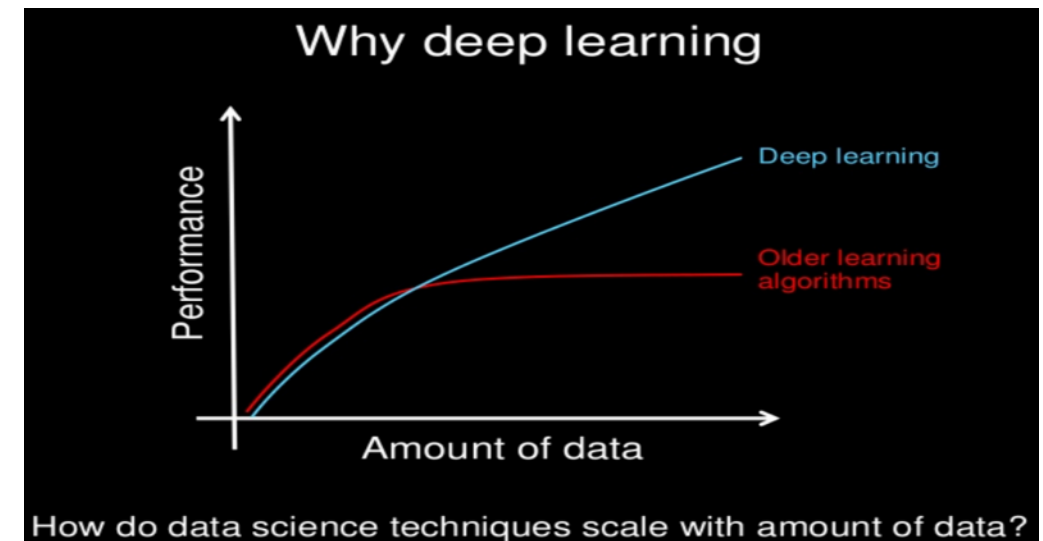 Why deep learning
Performance
Deep learning
Older learning
algorithms
Amount of data
How do data science techniques scale with amount of data?